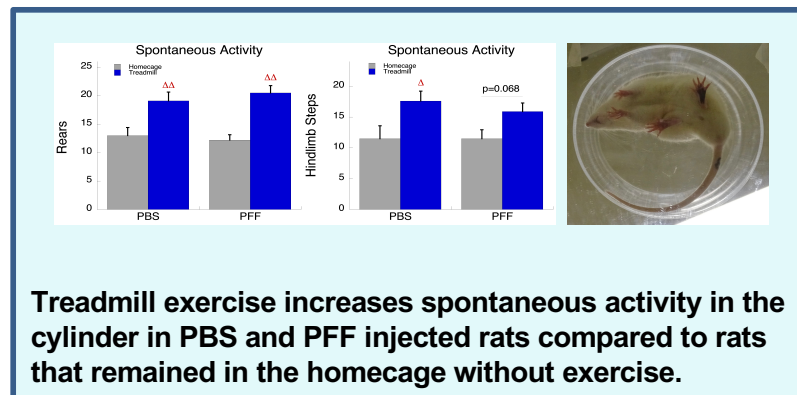 Spontaneous Activity
Homecage
Treadmill
25
20
15
10
5
0
Rears
ΔΔ
ΔΔ
PBS
PFF
Spontaneous Activity
Homecage
Treadmill
20
15
10
5
0
Hindlimb Steps
Δ
p=0.068
PBS
PFF
Treadmill exercise increases spontaneous activity in the
cylinder in PBS and PFF injected rats compared to rats
that remained in the homecage without exercise.